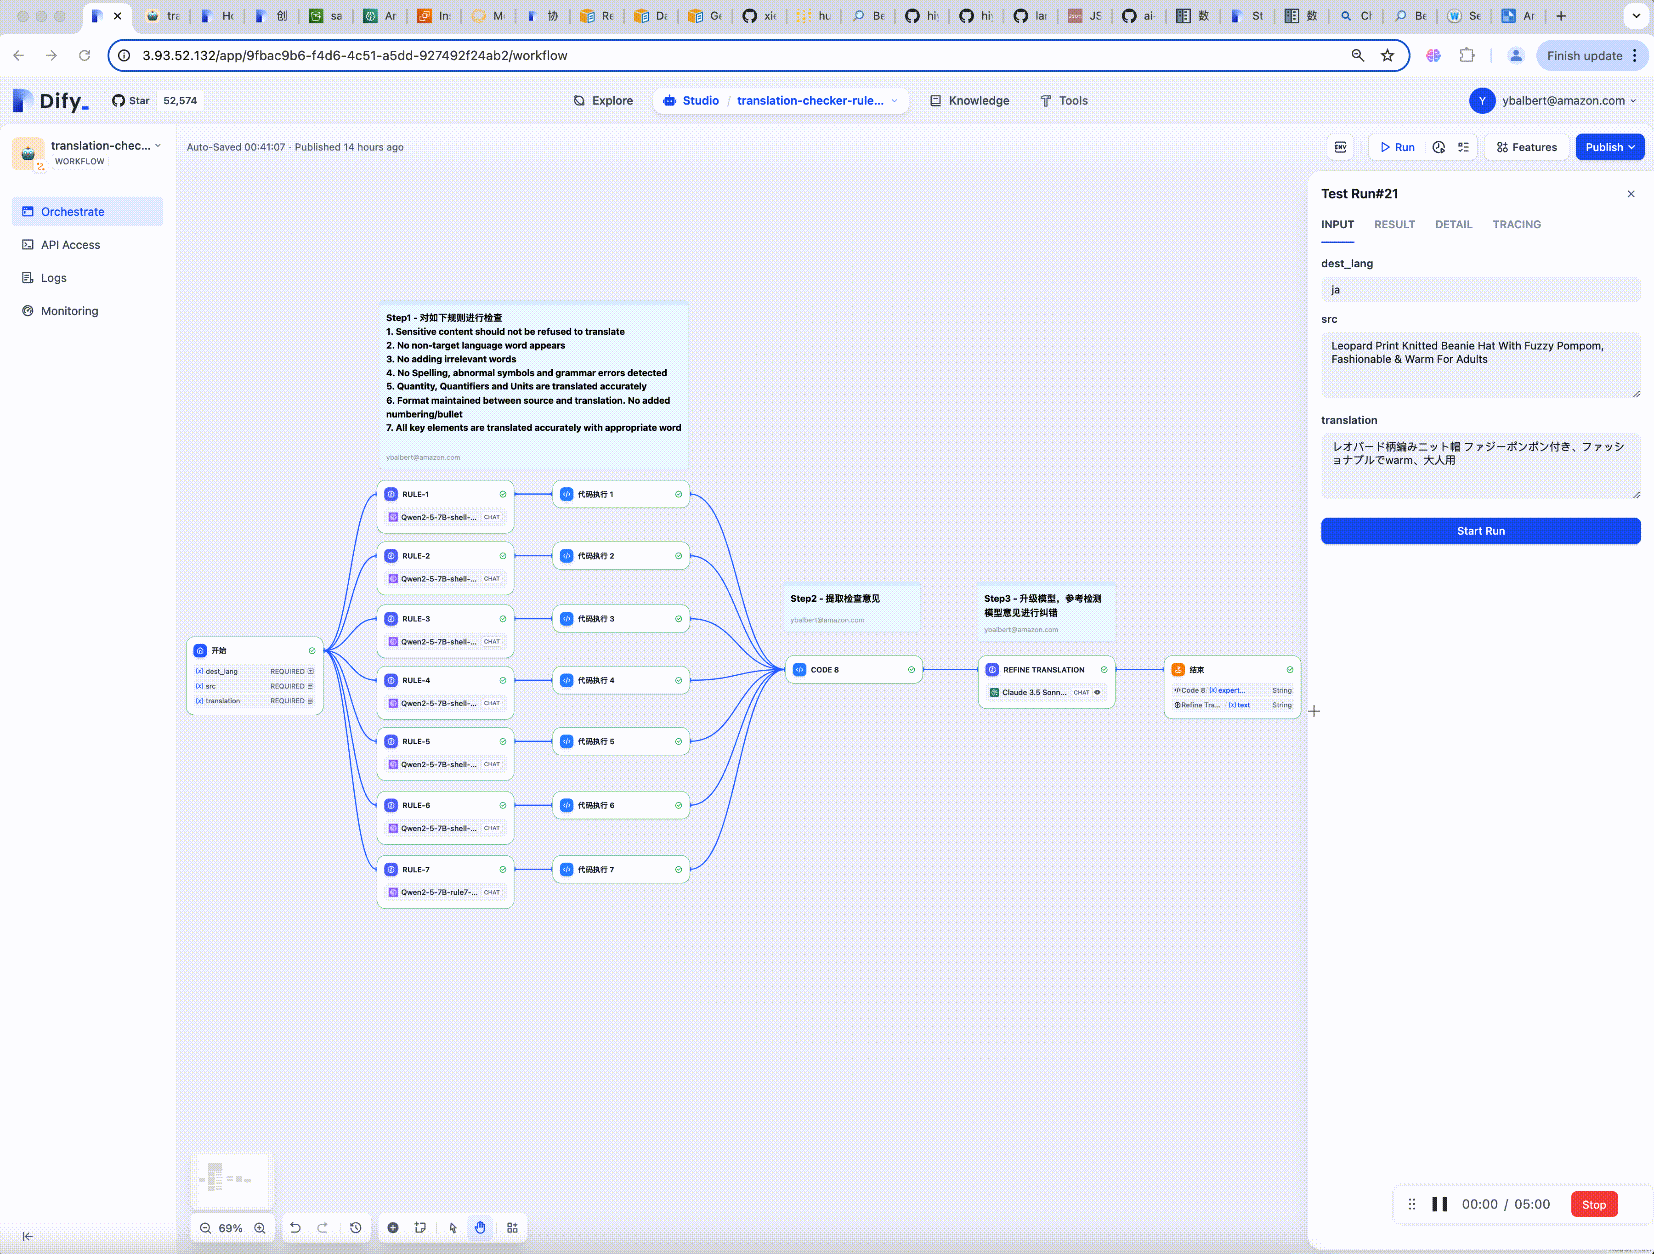 tra
Hc
创
sa
Ar
In:
M
协
Re
Da
Ge
xie
hu
Be
hiy
hiy
lar
JS
ai-
数
St
数
Cl
Be
Se
Ar
3.93.52.132/app/9fbac9b6-f4d6-4c51-a5dd-927492f24ab2/workflow
Finish update
Dify_
Star 52,574
Explore
Studio / translation-checker-rule...
Knowledge
Tools
Y ybalbert@amazon.com
translation-chec...
WORKFLOW
Orchestrate
API Access
Logs
Monitoring
Auto-Saved 00:41:07 · Published 14 hours ago
ENV
Run
Features
Publish
Step1 - 对如下规则进行检查
1. Sensitive content should not be refused to translate
2. No non-target language word appears
3. No adding irrelevant words
4. No Spelling, abnormal symbols and grammar errors detected
5. Quantity, Quantifiers and Units are translated accurately
6. Format maintained between source and translation. No added
numbering/bullet
7. All key elements are translated accurately with appropriate word
ybalbert@amazon.com
开始
{x} dest_lang REQUIRED
{x} src REQUIRED
{x} translation REQUIRED
RULE-1
Qwen2-5-7B-shell-... CHAT
代码执行 1
RULE-2
Qwen2-5-7B-shell-... CHAT
代码执行 2
RULE-3
Qwen2-5-7B-shell-... CHAT
代码执行 3
RULE-4
Qwen2-5-7B-shell-... CHAT
代码执行 4
RULE-5
Qwen2-5-7B-shell-... CHAT
代码执行 5
RULE-6
Qwen2-5-7B-shell-... CHAT
代码执行 6
RULE-7
Qwen2-5-7B-rule7-... CHAT
代码执行 7
Step2 - 提取检查意见
ybalbert@amazon.com
CODE 8
Step3 - 升级模型，参考检测
模型意见进行纠错
ybalbert@amazon.com
REFINE TRANSLATION
Claude 3.5 Sonn... CHAT
结束
Code 8 {x} expert... String
Refine Tra... {x} text String
Test Run#21
INPUT
RESULT
DETAIL
TRACING
dest_lang
ja
src
Leopard Print Knitted Beanie Hat With Fuzzy Pompom,
Fashionable & Warm For Adults
translation
レオパード柄編みニット帽 ファジーポンポン付き、ファッシ
ョナブルでwarm、大人用
Start Run
69%
00:00 / 05:00
Stop